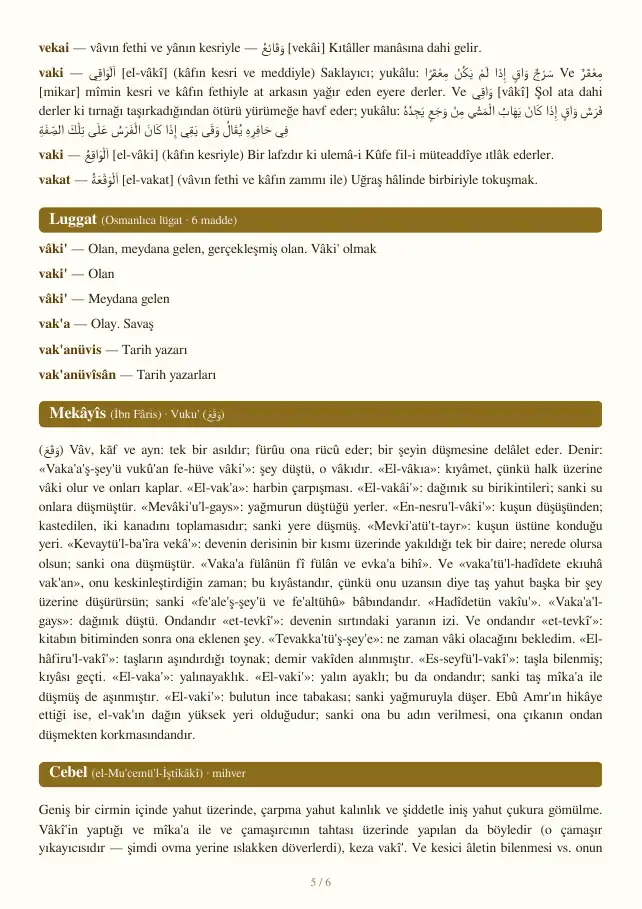 vekai — vâvın fethi ve yânın kesriyle — وَقَائِعْ [vekâi] Kıtâller manâsına dahi gelir.
vaki — اَلْوَاقِي [el-vâkî] (kâfın kesri ve meddiyle) Saklayıcı; yukâlu: سَرْجٌ وَاقٍ إِذَا لَمْ يَكُنْ مِعْقَرًا Ve مِعْقَرٌ
[mikar] mîmin kesri ve kâfın fethiyle at arkasın yağır eden eyere derler. Ve وَاقِي [vâkî] Şol ata dahi
derler ki tırnağı taşırkadığından ötürü yürümeğe havf eder; yukâlu: فَرَسٌ وَاقٍ إِذَا كَانَ يَهَابُ الْمَشْيَ مِنْ وَجَعٍ يَجِدُهُ
فِي حَافِرِهِ يُقَالُ وَقَى يَقِي إِذَا كَانَ الْفَرَسُ عَلَى تِلْكَ الصِّفَةِ
vaki — اَلْوَاقِعُ [el-vâki] (kâfın kesriyle) Bir lafzdır ki ulemâ-i Kûfe fil-i müteaddîye ıtlâk ederler.
vakat — اَلْوَقَعَةُ [el-vakat] (vâvın fethi ve kâfın zammı ile) Uğraş hâlinde birbiriyle tokuşmak.
Luggat (Osmanlıca lügat · 6 madde)
vâki' — Olan, meydana gelen, gerçekleşmiş olan. Vâki' olmak
vaki' — Olan
vâki' — Meydana gelen
vak'a — Olay. Savaş
vak'anüvis — Tarih yazarı
vak'anüvîsân — Tarih yazarları
Mekâyîs (İbn Fâris) · Vuku' (وَقَعَ)
(وَقَعَ) Vâv, kāf ve ayn: tek bir asıldır; fürûu ona rücû eder; bir şeyin düşmesine delâlet eder. Denir:
«Vaka'a'ş-şey'ü vukû'an fe-hüve vâki'»: şey düştü, o vâkıdır. «El-vâkıa»: kıyâmet, çünkü halk üzerine
vâki olur ve onları kaplar. «El-vak'a»: harbin çarpışması. «El-vakâi'»: dağınık su birikintileri; sanki su
onlara düşmüştür. «Mevâki'u'l-gays»: yağmurun düştüğü yerler. «En-nesru'l-vâki'»: kuşun düşüşünden;
kastedilen, iki kanadını toplamasıdır; sanki yere düşmüş. «Mevki'atü't-tayr»: kuşun üstüne konduğu
yeri. «Kevaytü'l-ba'îra vekâ'»: devenin derisinin bir kısmı üzerinde yakıldığı tek bir daire; nerede olursa
olsun; sanki ona düşmüştür. «Vaka'a fülânün fî fülân ve evka'a bihî». Ve «vaka'tü'l-hadîdete ekıuhâ
vak'an», onu keskinleştirdiğin zaman; bu kıyastandır, çünkü onu uzansın diye taş yahut başka bir şey
üzerine düşürürsün; sanki «fe'ale'ş-şey'ü ve fe'altühû» bâbındandır. «Hadîdetün vakîu'». «Vaka'a'l-
gays»: dağınık düştü. Ondandır «et-tevkî'»: devenin sırtındaki yaranın izi. Ve ondandır «et-tevkî'»:
kitabın bitiminden sonra ona eklenen şey. «Tevakka'tü'ş-şey'e»: ne zaman vâki olacağını bekledim. «El-
hâfiru'l-vakî'»: taşların aşındırdığı toynak; demir vakîden alınmıştır. «Es-seyfü'l-vakî'»: taşla bilenmiş;
kıyâsı geçti. «El-vaka'»: yalınayaklık. «El-vaki'»: yalın ayaklı; bu da ondandır; sanki taş mîka'a ile
düşmüş de aşınmıştır. «El-vaki'»: bulutun ince tabakası; sanki yağmuruyla düşer. Ebû Amr'ın hikâye
ettiği ise, el-vak'ın dağın yüksek yeri olduğudur; sanki ona bu adın verilmesi, ona çıkanın ondan
düşmekten korkmasındandır.
Cebel (el-Mu'cemü'l-İştikâkî) · mihver
Geniş bir cirmin içinde yahut üzerinde, çarpma yahut kalınlık ve şiddetle iniş yahut çukura gömülme.
Vâkî'in yaptığı ve mîka'a ile ve çamaşırcının tahtası üzerinde yapılan da böyledir (o çamaşır
yıkayıcısıdır — şimdi ovma yerine ıslakken döverlerdi), keza vakî'. Ve kesici âletin bilenmesi vs. onun
5 / 6